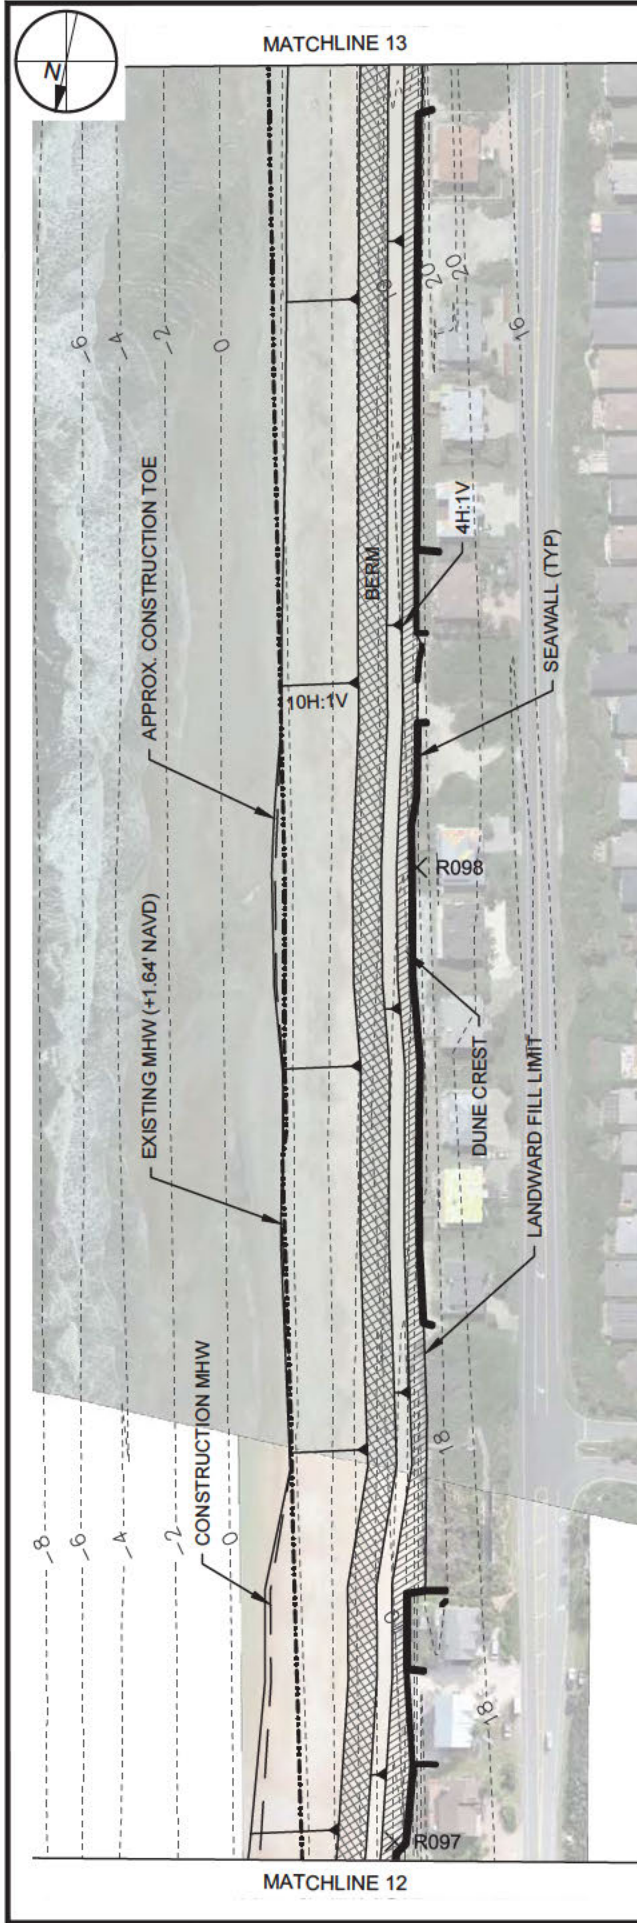 MATCHLINE 13
N
-6
-4
-2
0
20
20
16
APPROX. CONSTRUCTION TOE
BERM
4H:1V
SEAWALL (TYP)
10H:1V
R098
EXISTING MHW (+1.64' NAVD)
DUNE CREST
LANDWARD FILL LIMIT
CONSTRUCTION MHW
18
-8
-6
-4
-2
0
18
R097
MATCHLINE 12